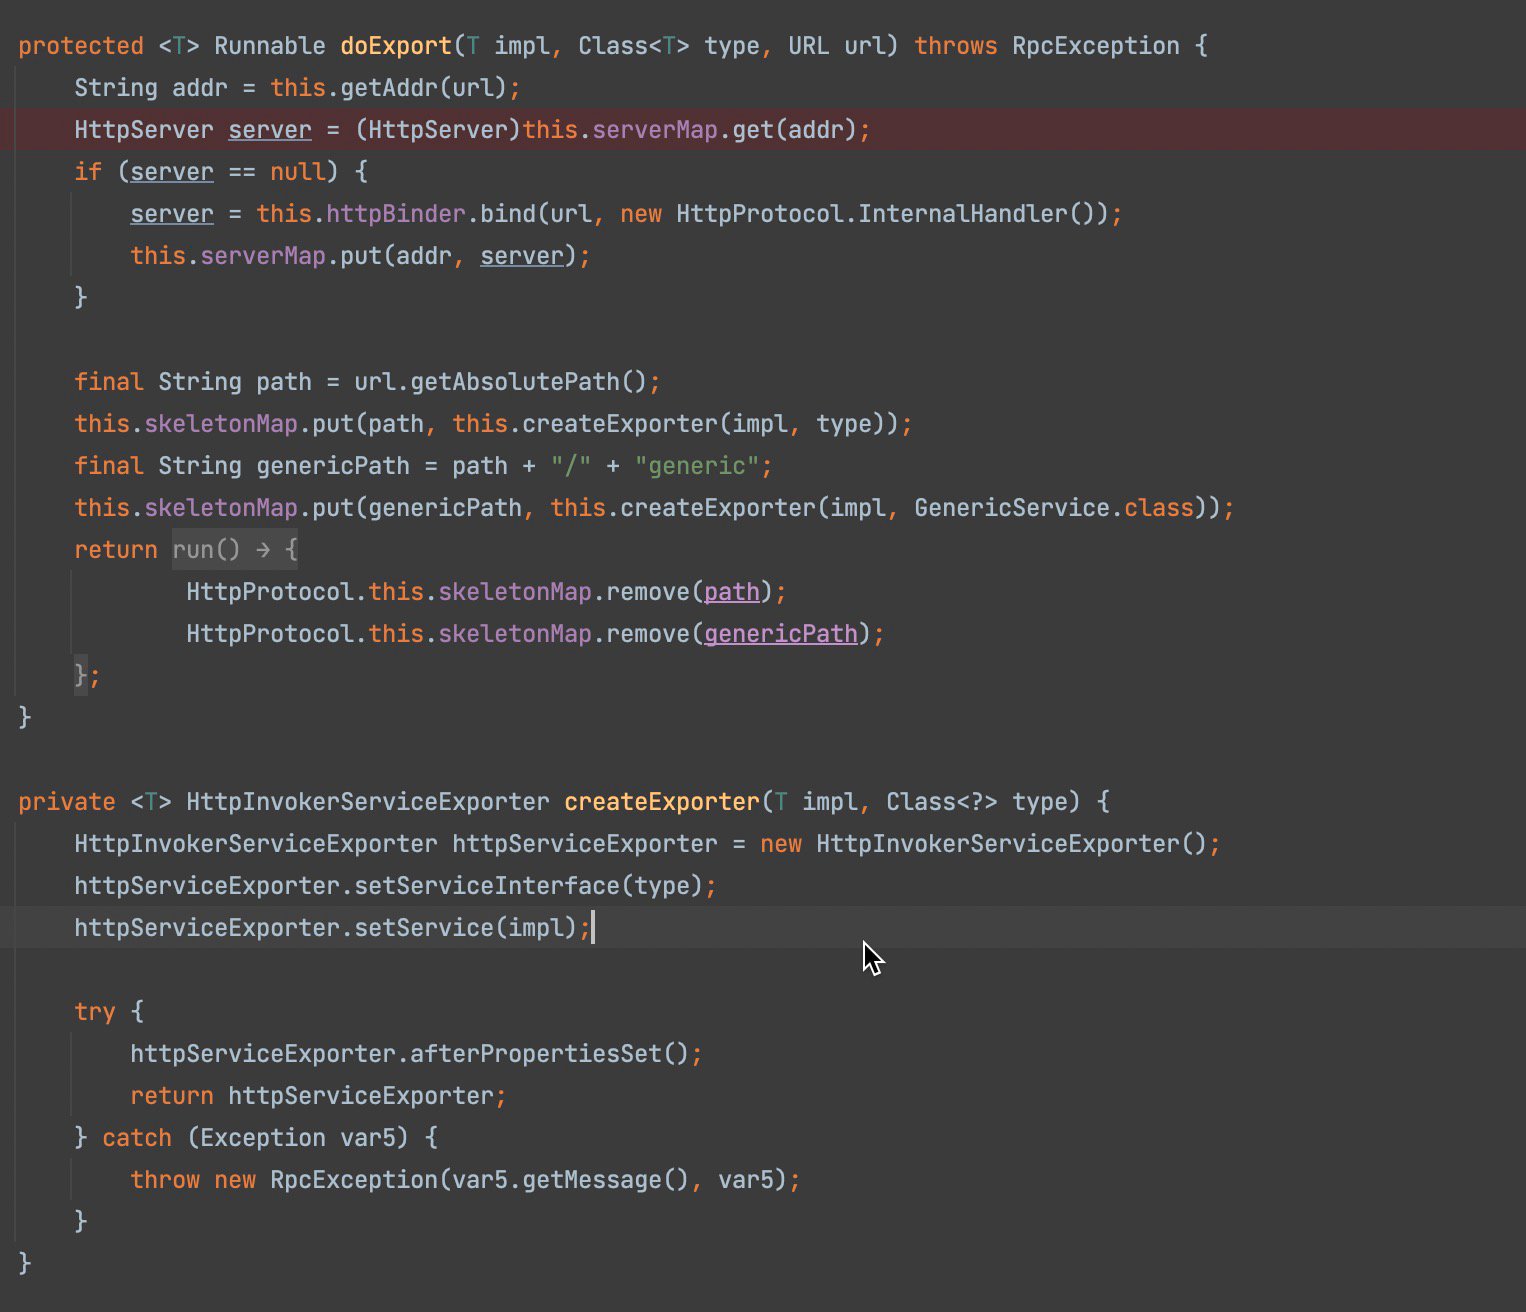 protected <T> Runnable doExport(T impl, Class<T> type, URL url) throws RpcException {
    String addr = this.getAddr(url);
    HttpServer server = (HttpServer)this.serverMap.get(addr);
    if (server == null) {
        server = this.httpBinder.bind(url, new HttpProtocol.InternalHandler());
        this.serverMap.put(addr, server);
    }

    final String path = url.getAbsolutePath();
    this.skeletonMap.put(path, this.createExporter(impl, type));
    final String genericPath = path + "/" + "generic";
    this.skeletonMap.put(genericPath, this.createExporter(impl, GenericService.class));
    return run() → {
            HttpProtocol.this.skeletonMap.remove(path);
            HttpProtocol.this.skeletonMap.remove(genericPath);
    };
}

private <T> HttpInvokerServiceExporter createExporter(T impl, Class<?> type) {
    HttpInvokerServiceExporter httpServiceExporter = new HttpInvokerServiceExporter();
    httpServiceExporter.setServiceInterface(type);
    httpServiceExporter.setService(impl);

    try {
        httpServiceExporter.afterPropertiesSet();
        return httpServiceExporter;
    } catch (Exception var5) {
        throw new RpcException(var5.getMessage(), var5);
    }
}